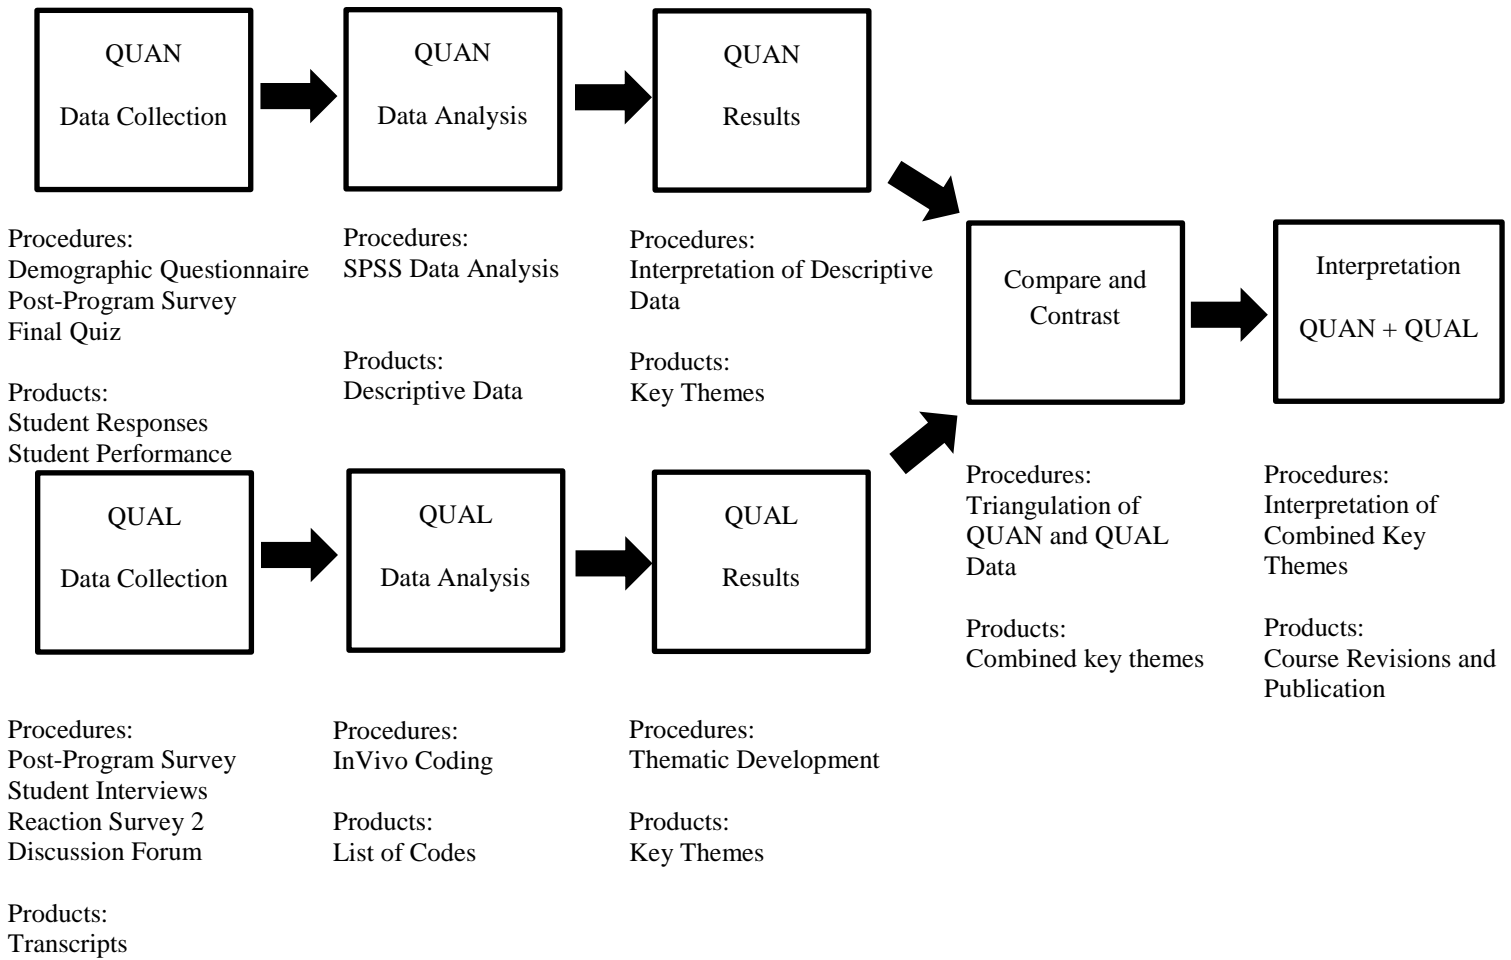 QUAN
Data Collection
QUAN
Data Analysis
QUAN
Results
Procedures:
Demographic Questionnaire
Post-Program Survey
Final Quiz
Products:
Student Responses
Student Performance
Procedures:
SPSS Data Analysis
Products:
Descriptive Data
Procedures:
Interpretation of Descriptive
Data
Products:
Key Themes
QUAL
Data Collection
QUAL
Data Analysis
QUAL
Results
Procedures:
Post-Program Survey
Student Interviews
Reaction Survey 2
Discussion Forum
Products:
Transcripts
Procedures:
InVivo Coding
Products:
List of Codes
Procedures:
Thematic Development
Products:
Key Themes
Compare and
Contrast
Procedures:
Triangulation of
QUAN and QUAL
Data
Products:
Combined key themes
Interpretation
QUAN + QUAL
Procedures:
Interpretation of
Combined Key
Themes
Products:
Course Revisions and
Publication